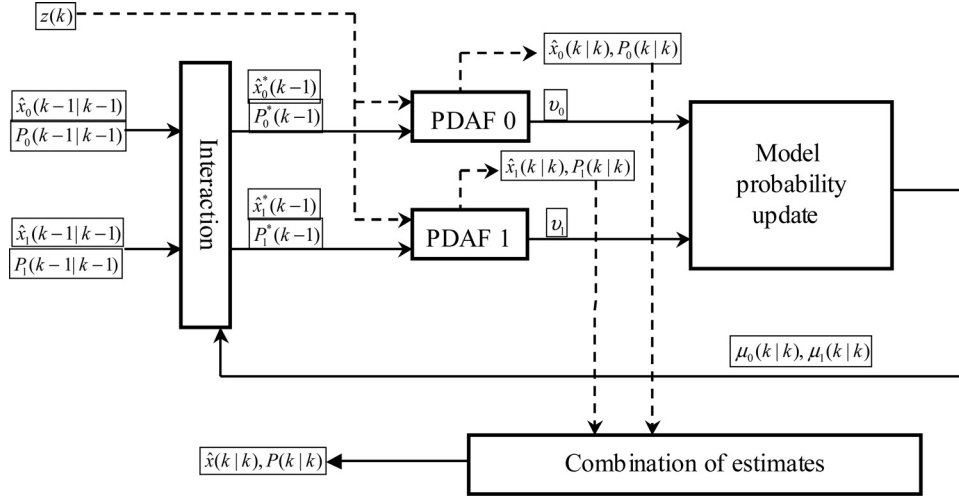 z(k)
x̂₀(k|k), P₀(k|k)
x̂₀*(k−1)
P₀*(k−1)
x̂₀(k−1|k−1)
P₀(k−1|k−1)
PDAF 0
υ₀
Interaction
Model
probability
update
x̂₁(k|k), P₁(k|k)
x̂₁*(k−1)
P₁*(k−1)
x̂₁(k−1|k−1)
P₁(k−1|k−1)
PDAF 1
υ₁
μ₀(k|k), μ₁(k|k)
x̂(k|k), P(k|k)
Combination of estimates